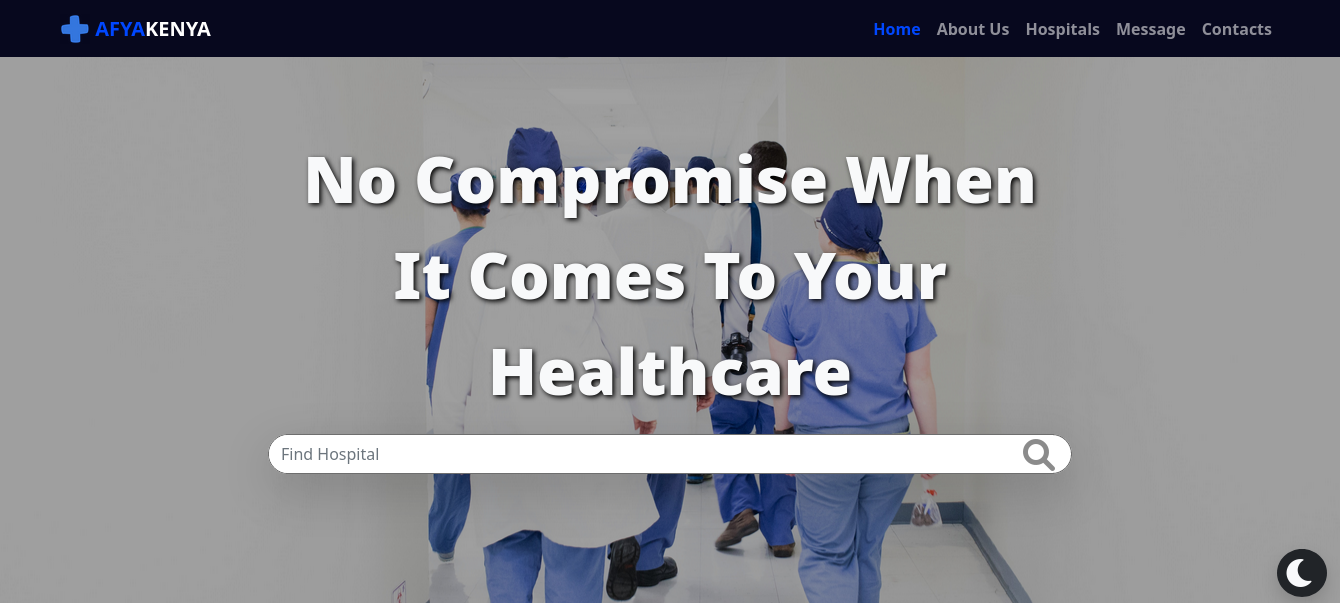 AFYAKENYA
Home About Us Hospitals Message Contacts
No Compromise When
It Comes To Your
Healthcare
Find Hospital